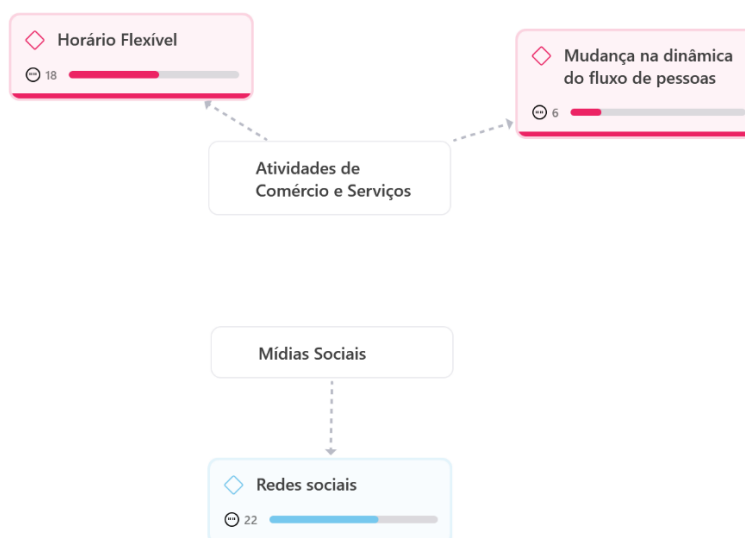 Horário Flexível
18
Mudança na dinâmica
do fluxo de pessoas
6
Atividades de
Comércio e Serviços
Mídias Sociais
Redes sociais
22